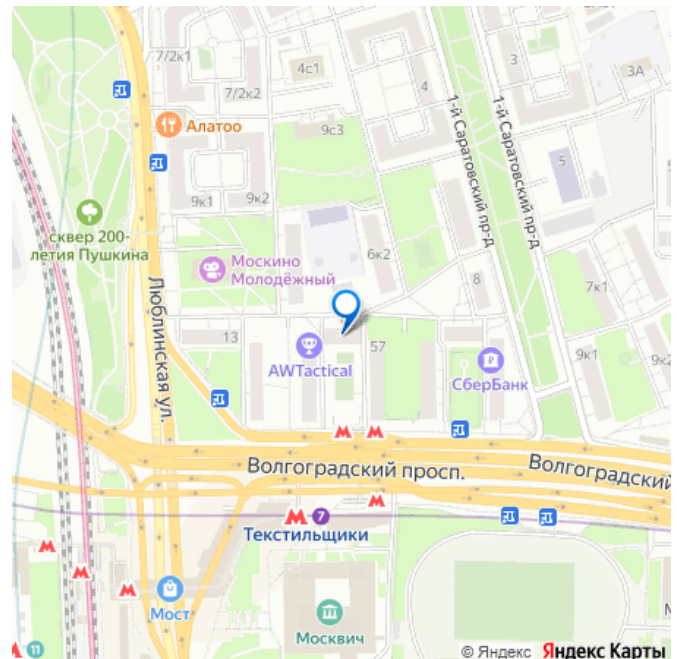 7/2к1
4с1
3
3А
7/2к2
4
Алатоо
9с3
1-й Саратовский пр-д
1-й Саратовский пр-д
5
9к1
9к2
сквер 200-
летия Пушкина
6к2
Москино
Молодёжный
8
7к1
Люблинская ул.
13
57
AWTactical
СберБанк
9к1
9к2
Волгоградский просп.
Волгоградский
7
Текстильщики
Мост
Москвич
11
© Яндекс Яндекс Карты